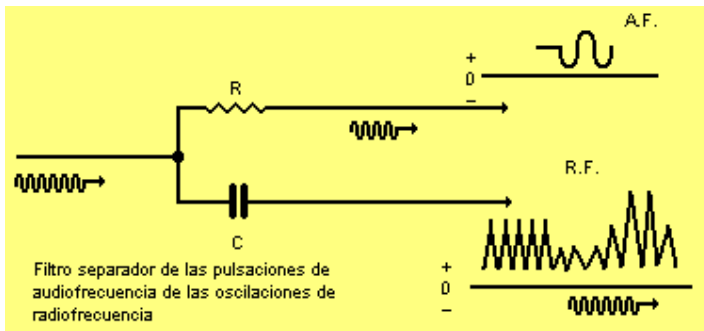 A.F.
+
0
–
R
R.F.
C
Filtro separador de las pulsaciones de
audiofrecuencia de las oscilaciones de
radiofrecuencia
+
0
–